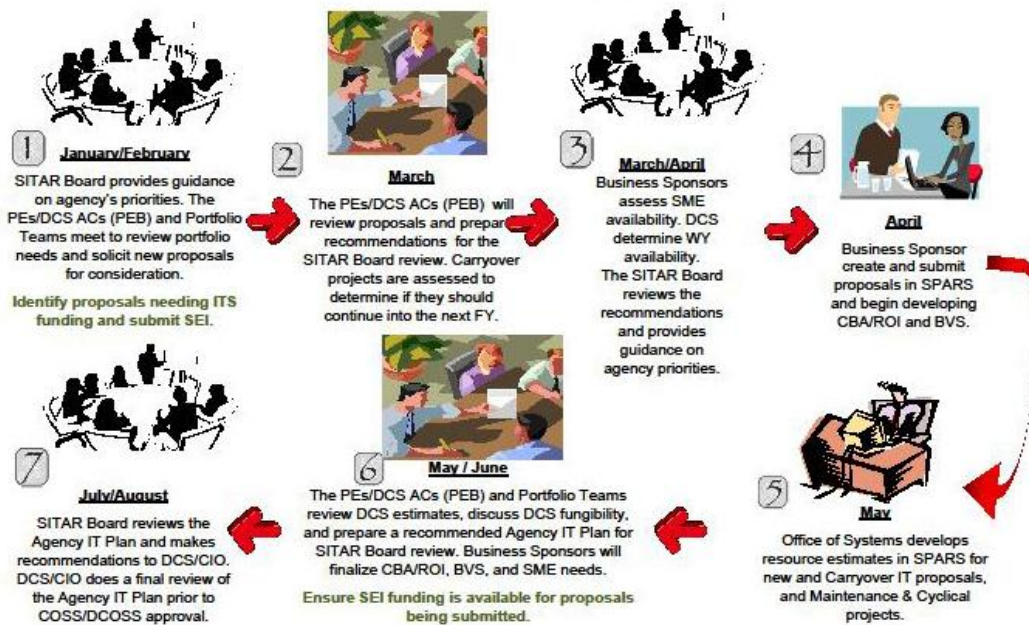 1
January/February
SITAR Board provides guidance
on agency's priorities. The
PEs/DCS ACs (PEB) and Portfolio
Teams meet to review portfolio
needs and solicit new proposals
for consideration.
Identify proposals needing ITS
funding and submit SEI.
2
March
The PEs/DCS ACs (PEB) will
review proposals and prepare
recommendations for the
SITAR Board review. Carryover
projects are assessed to
determine if they should
continue into the next FY.
3
March/April
Business Sponsors
assess SME
availability. DCS
determine WY
availability.
The SITAR Board
reviews the
recommendations
and provides
guidance on
agency priorities.
4
April
Business Sponsor
create and submit
proposals in SPARS
and begin developing
CBA/ROI and BVS.
5
May
Office of Systems develops
resource estimates in SPARS for
new and Carryover IT proposals,
and Maintenance & Cyclical
projects.
6
May / June
The PEs/DCS ACs (PEB) and Portfolio Teams
review DCS estimates, discuss DCS fungibility,
and prepare a recommended Agency IT Plan for
SITAR Board review. Business Sponsors will
finalize CBA/ROI, BVS, and SME needs.
Ensure SEI funding is available for proposals
being submitted.
7
July/August
SITAR Board reviews the
Agency IT Plan and makes
recommendations to DCS/CIO.
DCS/CIO does a final review of
the Agency IT Plan prior to
COSS/DCOSS approval.